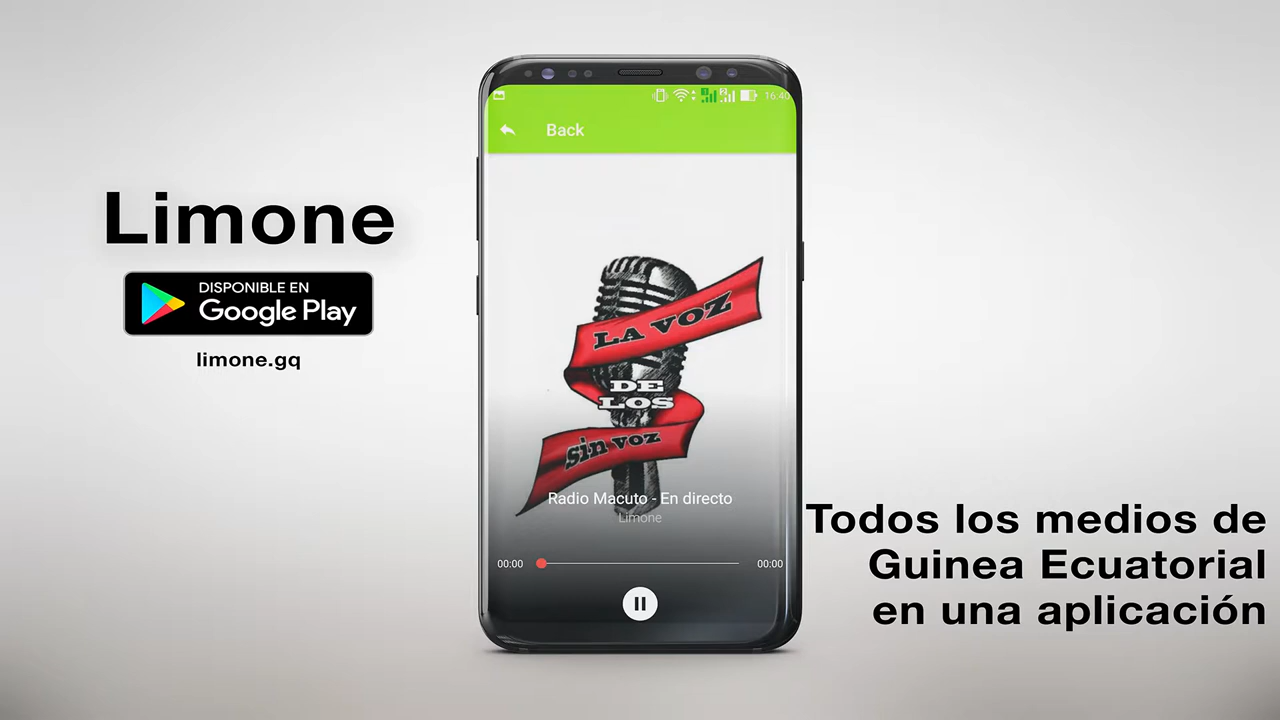 Limone
DISPONIBLE EN
Google Play
limone.gq
16:40
Back
LA VOZ
DE
LOS
sin voz
Radio Macuto - En directo
Limone
00:00
00:00
Todos los medios de
Guinea Ecuatorial
en una aplicación